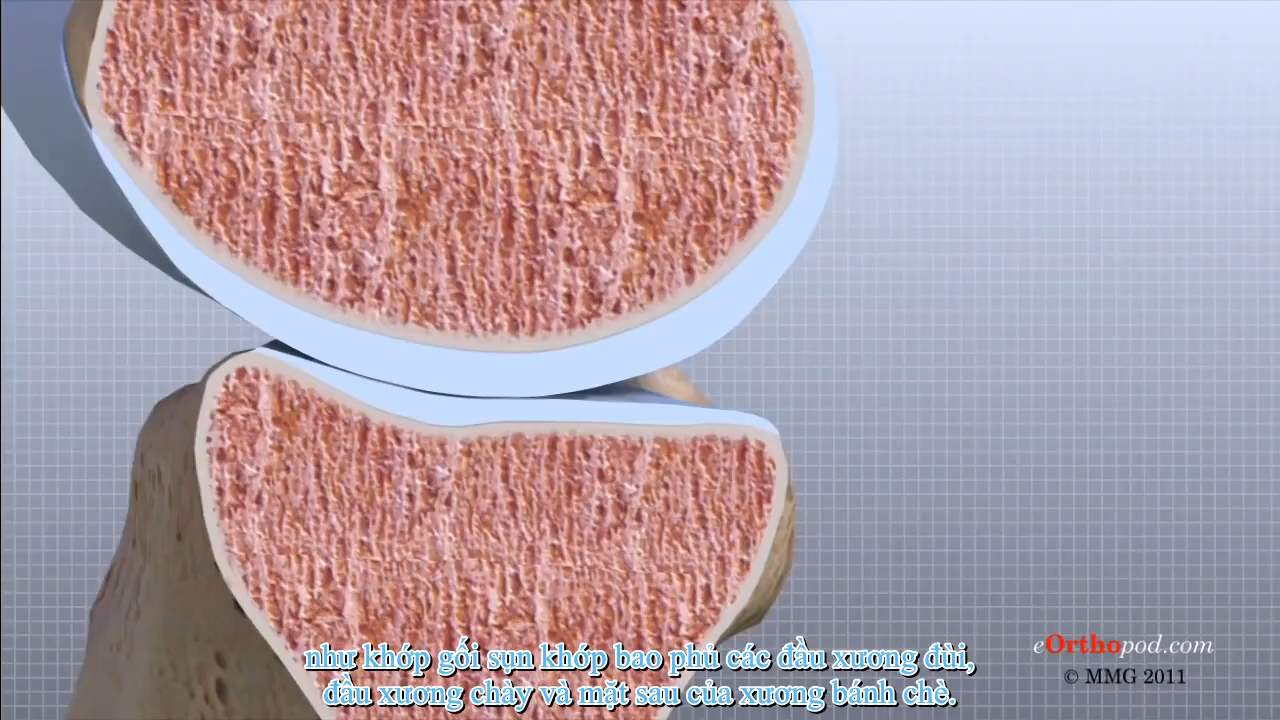 eOrthopod.com
© MMG 2011
như khớp gối sụn khớp bao phủ các đầu xương đùi,
đầu xương chày và mặt sau của xương bánh chè.